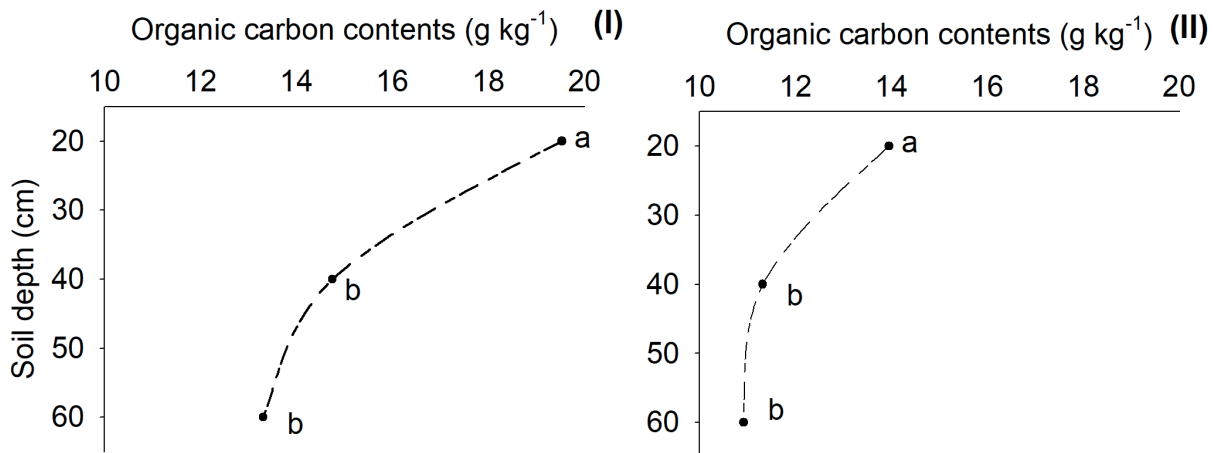 Organic carbon contents (g kg⁻¹) (I)
10 12 14 16 18 20
20
30
40
50
60
Soil depth (cm)
a
b
b
Organic carbon contents (g kg⁻¹) (II)
10 12 14 16 18 20
20
30
40
50
60
a
b
b